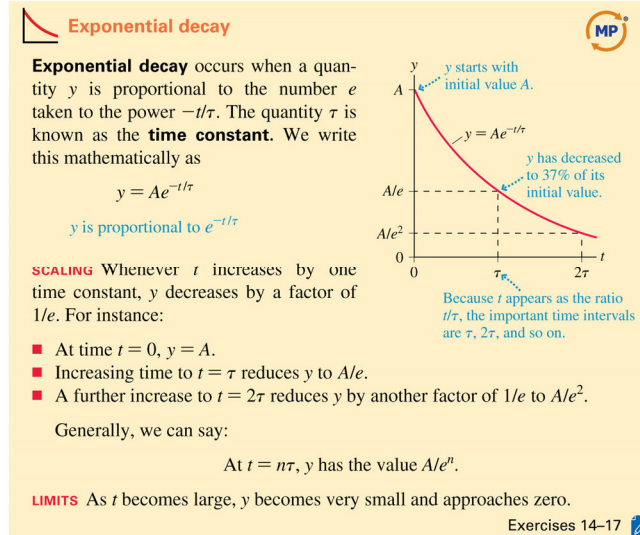 Exponential decay
MP
Exponential decay occurs when a quan-
tity y is proportional to the number e
taken to the power −t/τ. The quantity τ is
known as the time constant. We write
this mathematically as
y = Ae^{−t/τ}
y is proportional to e^{−t/τ}
y
A
y starts with
initial value A.
y = Ae^{−t/τ}
y has decreased
to 37% of its
initial value.
A/e
A/e²
0
0
τ
2τ
t
Because t appears as the ratio
t/τ, the important time intervals
are τ, 2τ, and so on.
SCALING Whenever t increases by one
time constant, y decreases by a factor of
1/e. For instance:
■ At time t = 0, y = A.
■ Increasing time to t = τ reduces y to A/e.
■ A further increase to t = 2τ reduces y by another factor of 1/e to A/e².
Generally, we can say:
At t = nτ, y has the value A/eⁿ.
LIMITS As t becomes large, y becomes very small and approaches zero.
Exercises 14–17